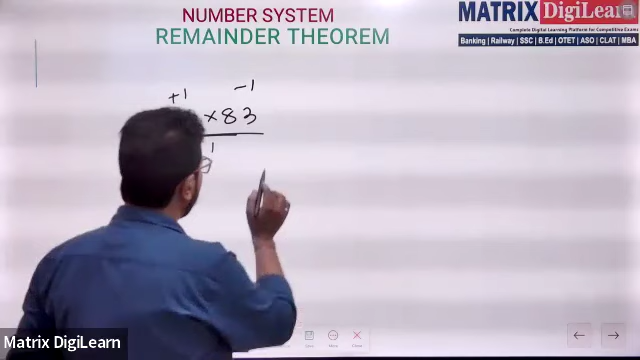 NUMBER SYSTEM
REMAINDER THEOREM
MATRIX DigiLearn
Complete Digital Learning Platform for Competitive Exams
Banking | Railway | SSC | B.Ed | OTET | ASO | CLAT | MBA
+1 -1
×83
1
Matrix DigiLearn